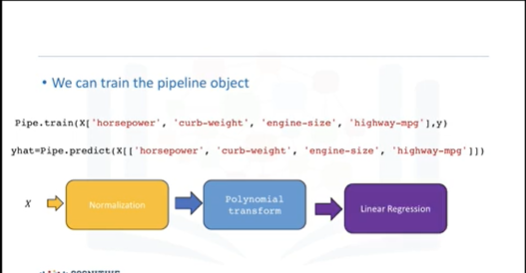 • We can train the pipeline object
Pipe.train(X['horsepower', 'curb-weight', 'engine-size', 'highway-mpg'],y)
yhat=Pipe.predict(X[['horsepower', 'curb-weight', 'engine-size', 'highway-mpg']])
X
Normalization
Polynomial
transform
Linear Regression
COGNITIVE